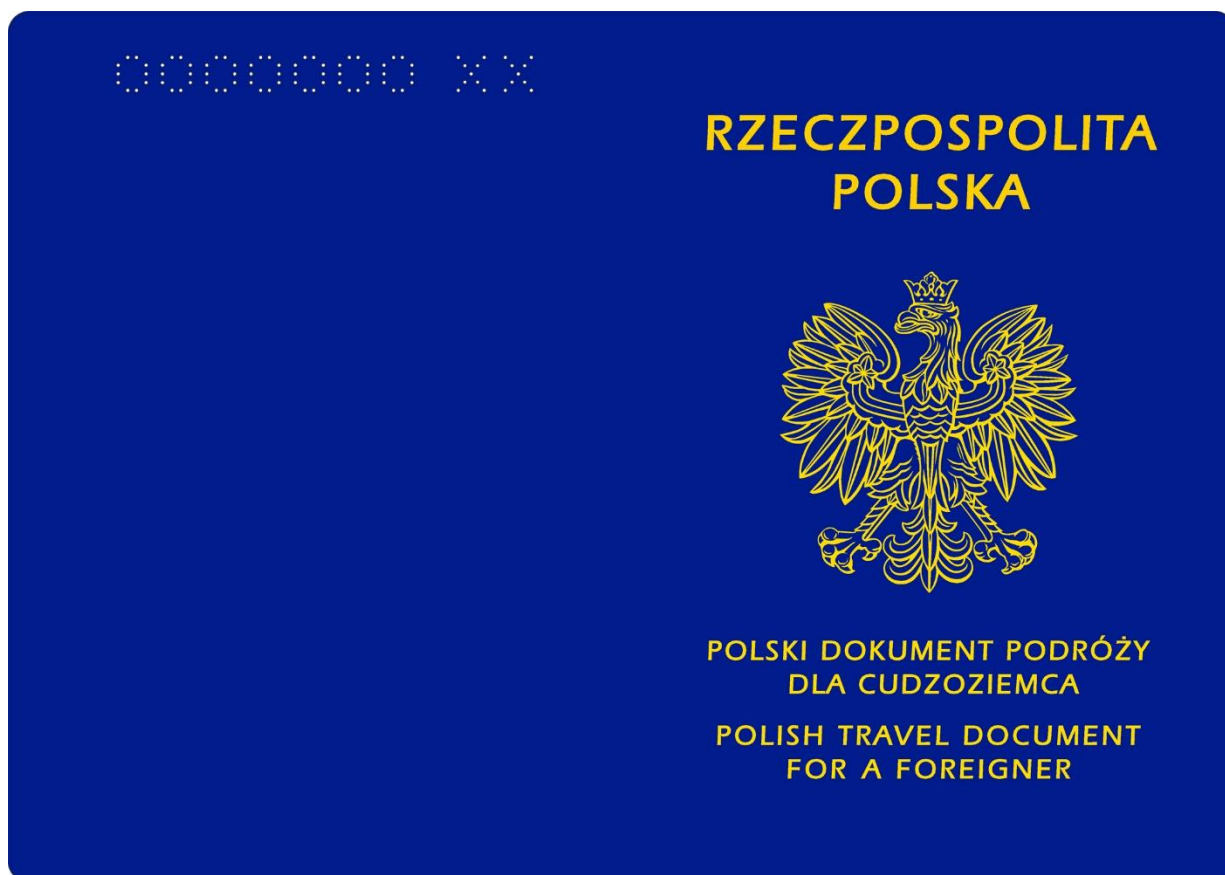 0000000 XX
RZECZPOSPOLITA
POLSKA
POLSKI DOKUMENT PODRÓŻY
DLA CUDZOZIEMCA
POLISH TRAVEL DOCUMENT
FOR A FOREIGNER